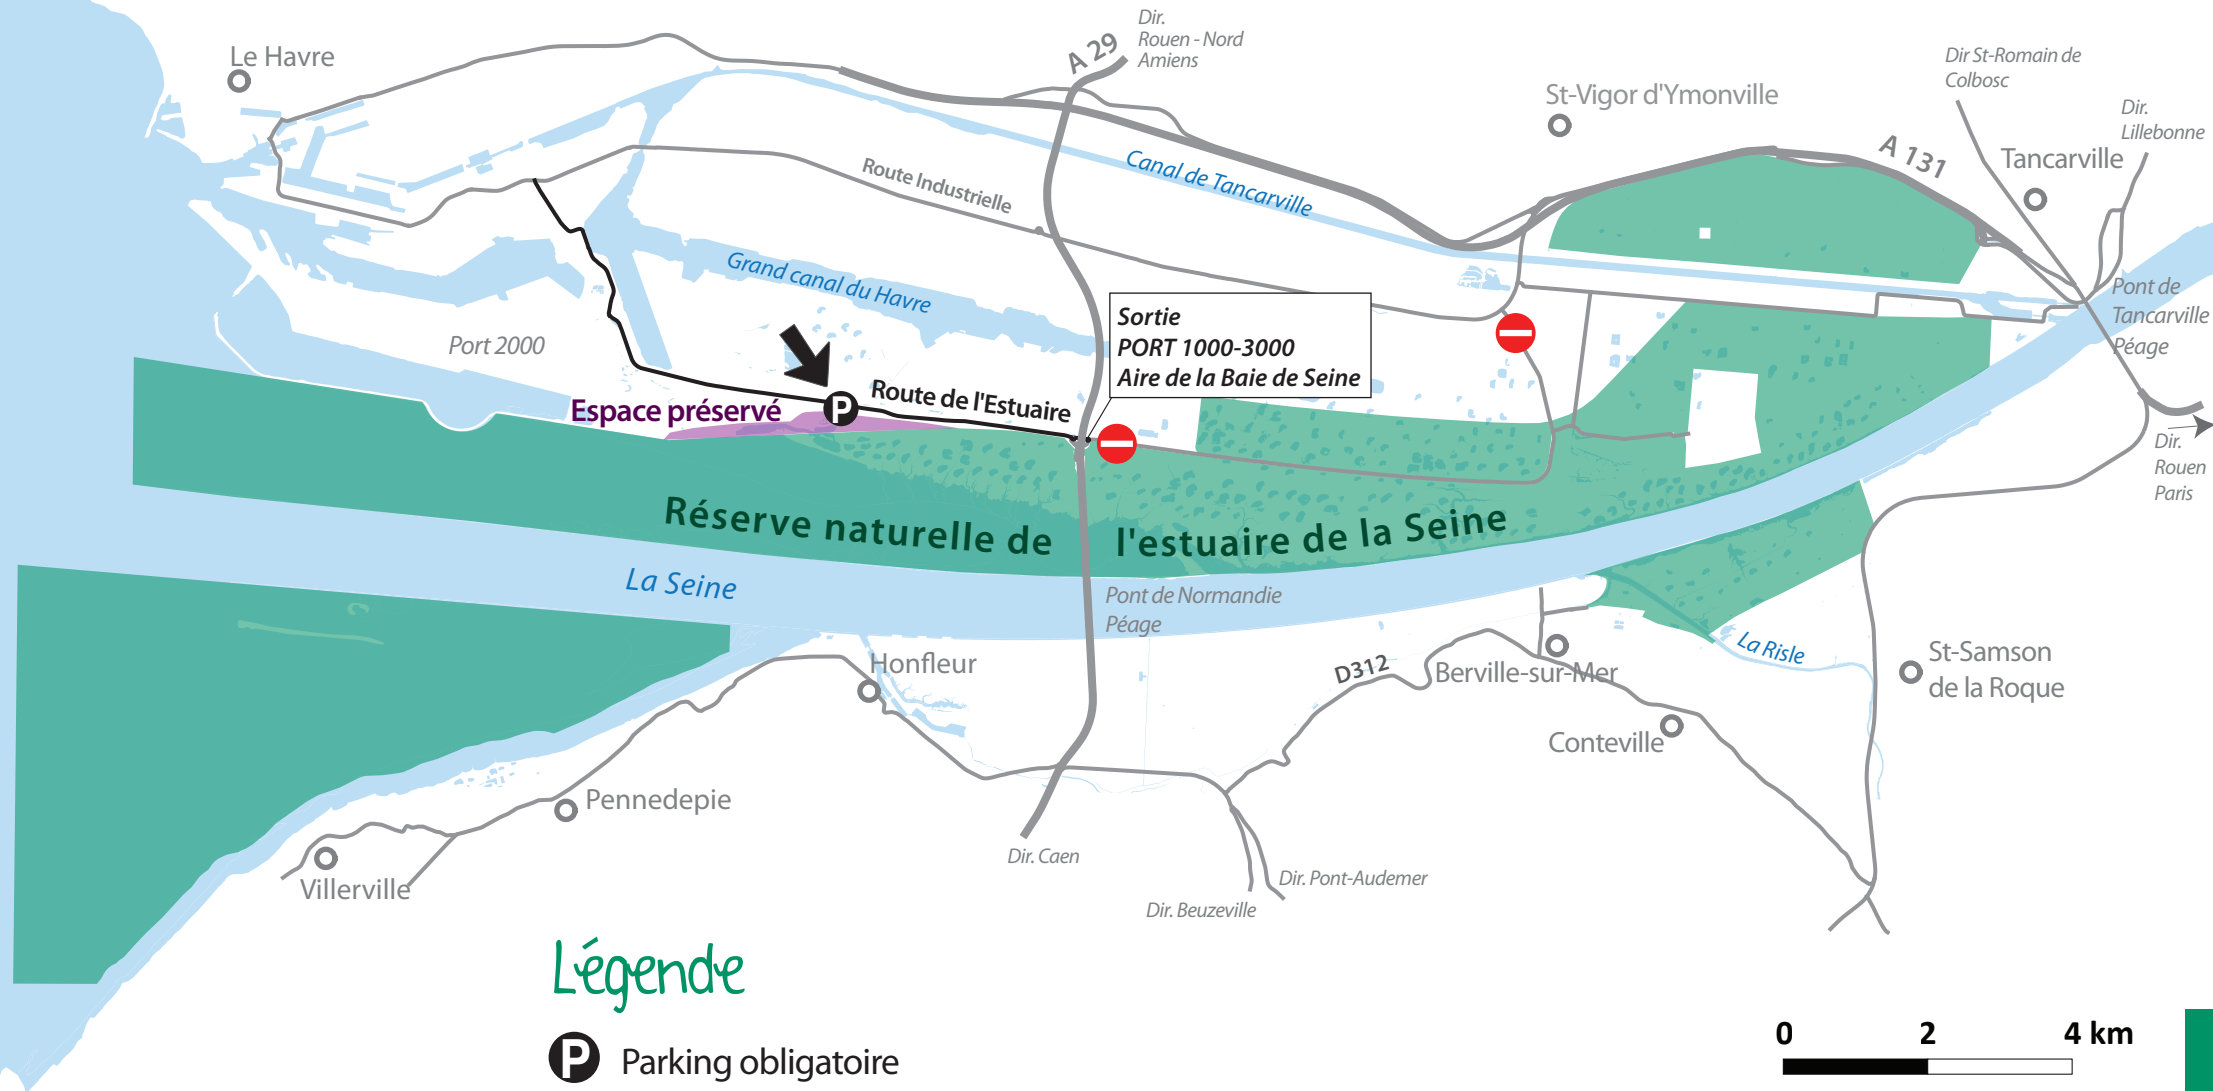 Dir.
Rouen - Nord
Amiens
A 29
Le Havre
Dir St-Romain de
Colbosc
St-Vigor d'Ymonville
Dir.
Lillebonne
A 131
Tancarville
Canal de Tancarville
Route Industrielle
Grand canal du Havre
Pont de
Tancarville
Péage
Sortie
PORT 1000-3000
Aire de la Baie de Seine
Port 2000
P
Route de l'Estuaire
Espace préservé
Dir.
Rouen
Paris
Réserve naturelle de l'estuaire de la Seine
La Seine
Pont de Normandie
Péage
Honfleur
D312
Berville-sur-Mer
La Risle
St-Samson
de la Roque
Conteville
Pennedepie
Villerville
Dir. Caen
Dir. Pont-Audemer
Dir. Beuzeville
Légende
P Parking obligatoire
0 2 4 km